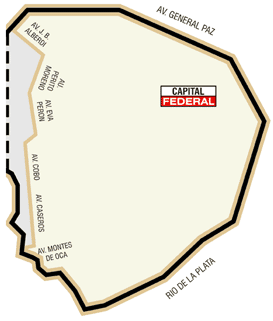 AV. GENERAL PAZ
AV. J. B.
ALBERDI
AV.
PERITO
MORENO
CAPITAL
FEDERAL
AV. EVA
PERON
AV. COBO
AV. CASEROS
AV. MONTES
DE OCA
RIO DE LA PLATA